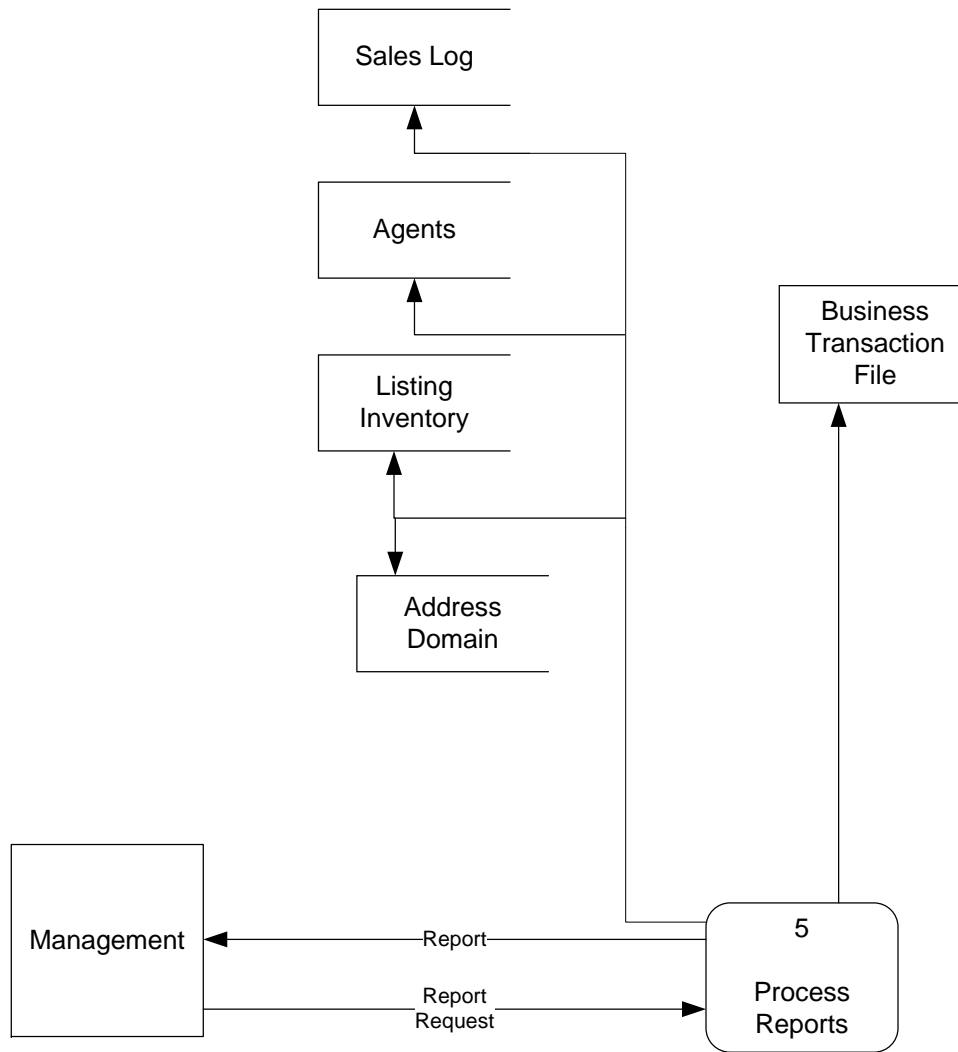 Sales Log
Agents
Business
Transaction
File
Listing
Inventory
Address
Domain
Management
Report
Report
Request
5
Process
Reports